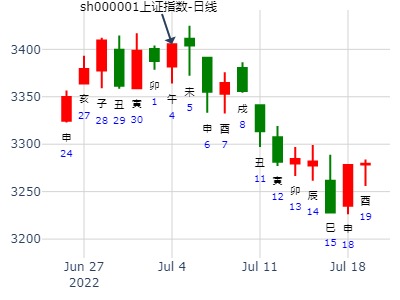 sh000001上证指数-日线
3400
3350
3300
3250
3200
申
24
亥
27
子
28
丑
29
寅
30
卯
1
午
4
未
5
申
6
酉
7
戌
8
丑
11
寅
12
卯
13
辰
14
巳
15
申
18
酉
19
Jun 27
2022
Jul 4
Jul 11
Jul 18